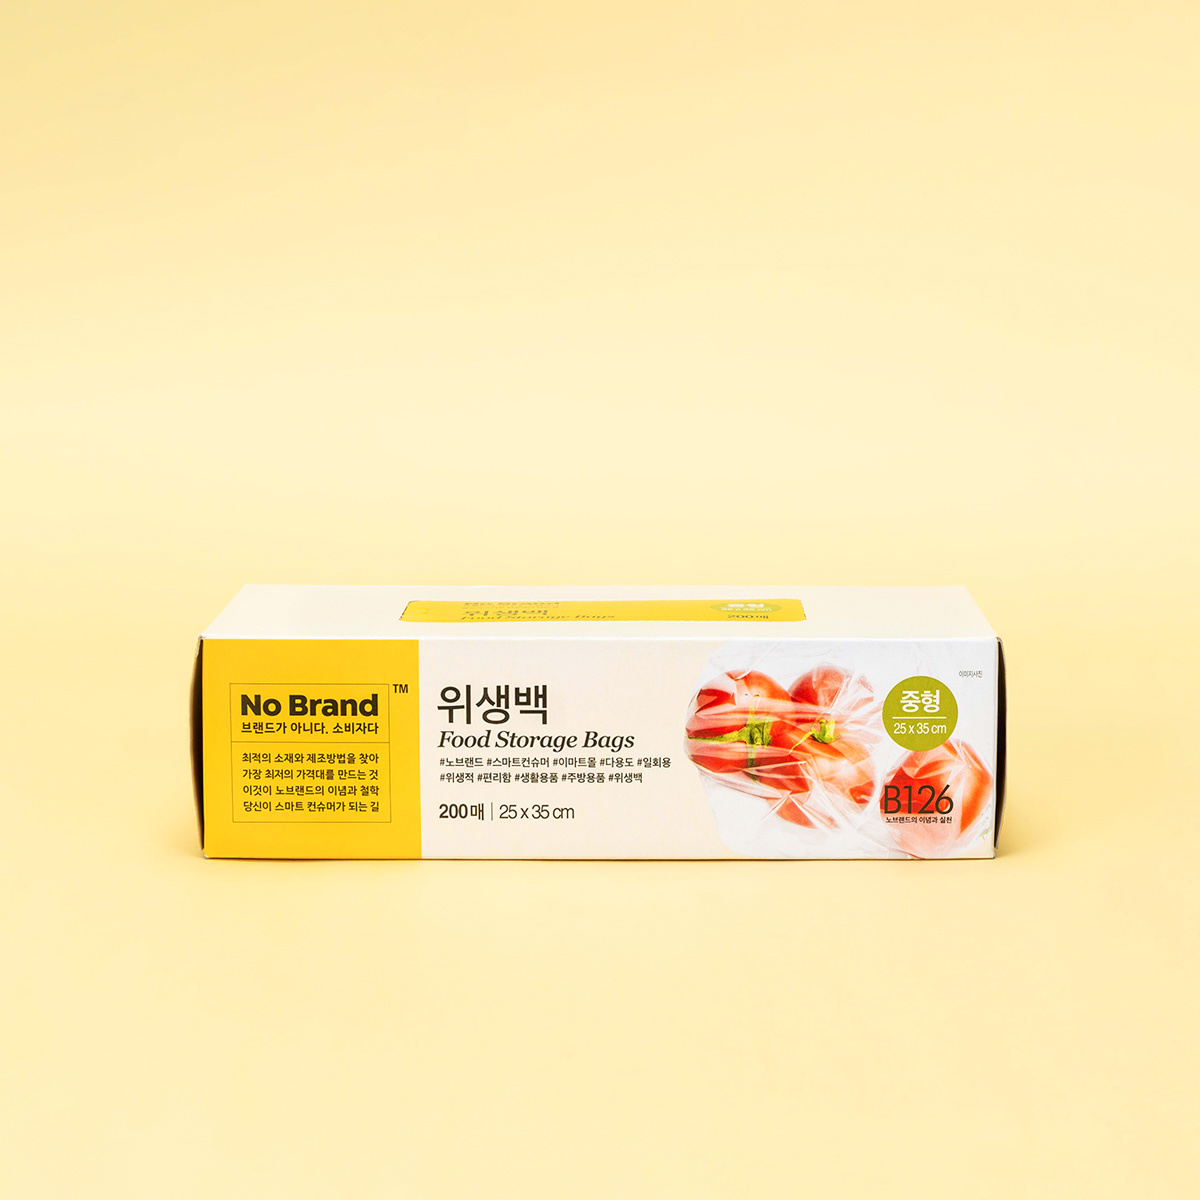 No Brand
위생백
Food Storage Bags
중형
25 x 35 cm
200매
No Brand™
브랜드가 아니다. 소비자다
최적의 소재와 제조방법을 찾아
가장 최저의 가격대를 만드는 것
이것이 노브랜드의 이념과 철학
당신이 스마트 컨슈머가 되는 길
위생백
Food Storage Bags
#노브랜드 #스마트컨슈머 #이마트몰 #다용도 #일회용
#위생적 #편리함 #생활용품 #주방용품 #위생백
200매 | 25 x 35 cm
이미지사진
중형
25 x 35 cm
B126
노브랜드의 이념과 실천